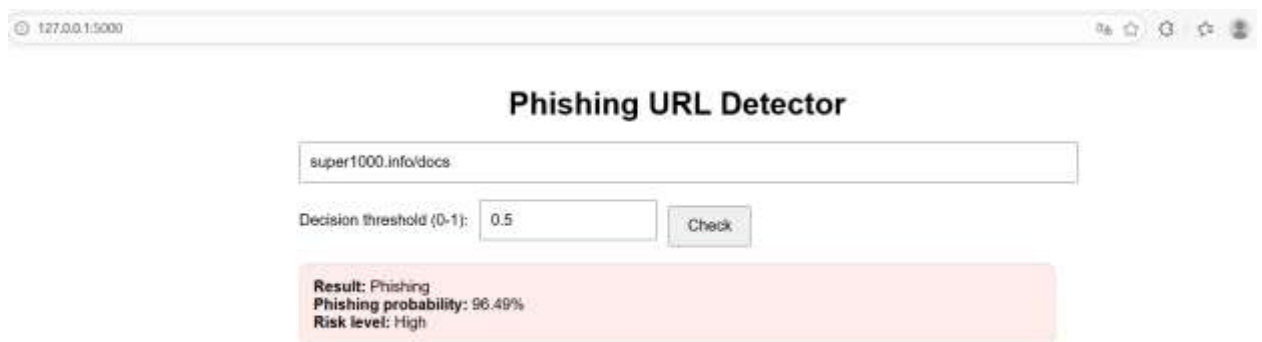 127.0.0.1:5000
Phishing URL Detector
super1000.info/docs
Decision threshold (0-1): 0.5 Check
Result: Phishing
Phishing probability: 96.49%
Risk level: High